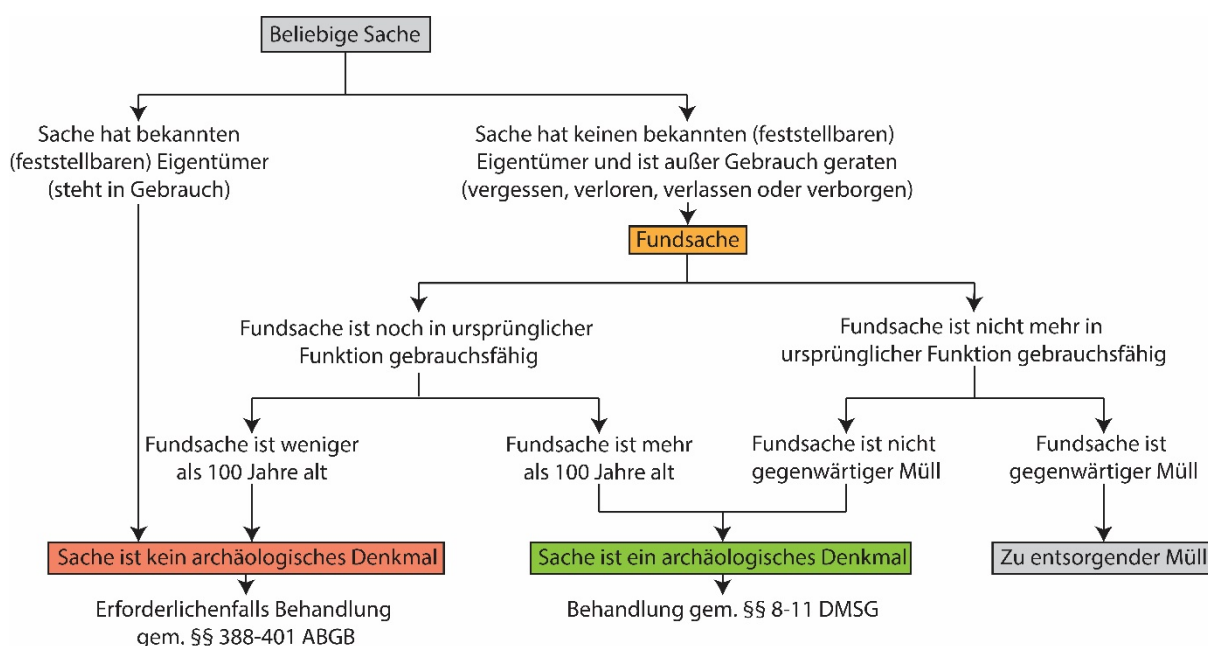 Beliebige Sache
Sache hat bekannten
(feststellbaren) Eigentümer
(steht in Gebrauch)
Sache hat keinen bekannten (feststellbaren)
Eigentümer und ist außer Gebrauch geraten
(vergessen, verloren, verlassen oder verborgen)
Fundsache
Fundsache ist noch in ursprünglicher
Funktion gebrauchsfähig
Fundsache ist nicht mehr in
ursprünglicher Funktion gebrauchsfähig
Fundsache ist weniger
als 100 Jahre alt
Fundsache ist mehr
als 100 Jahre alt
Fundsache ist nicht
gegenwärtiger Müll
Fundsache ist
gegenwärtiger Müll
Sache ist kein archäologisches Denkmal
Sache ist ein archäologisches Denkmal
Zu entsorgender Müll
Erforderlichenfalls Behandlung
gem. §§ 388-401 ABGB
Behandlung gem. §§ 8-11 DMSG